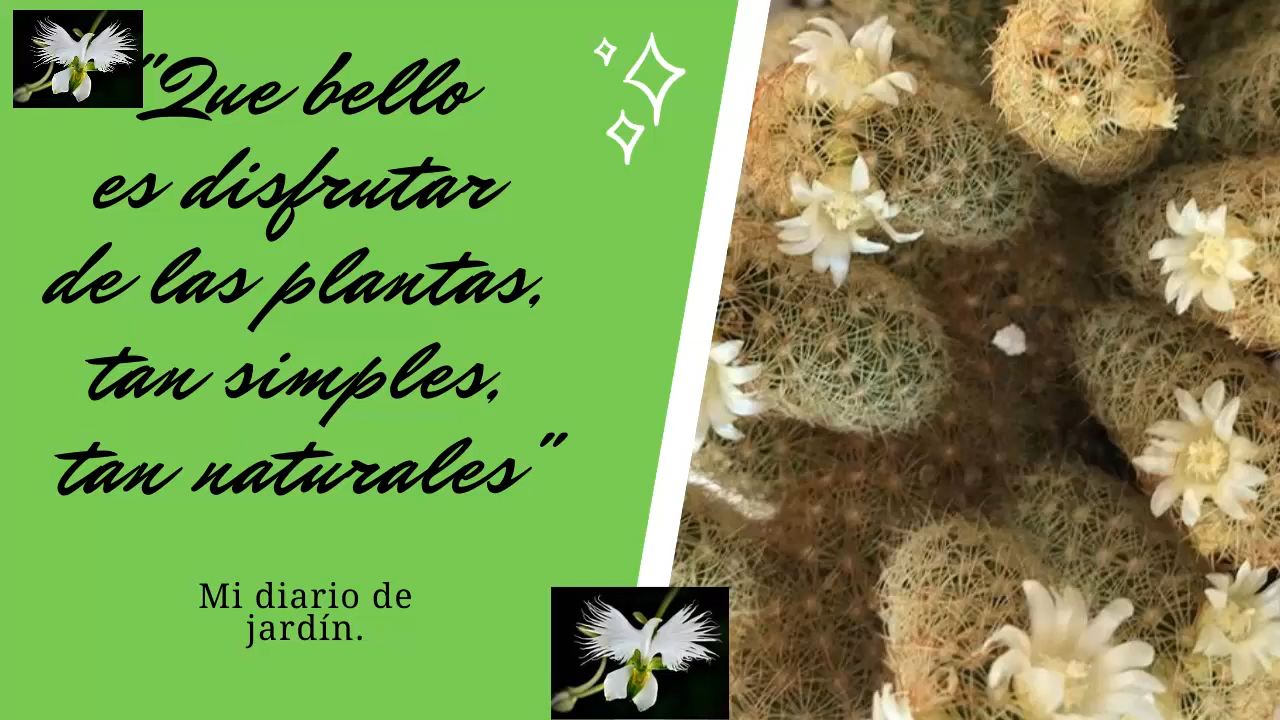 "Que bello
es disfrutar
de las plantas,
tan simples,
tan naturales"
Mi diario de
jardín.